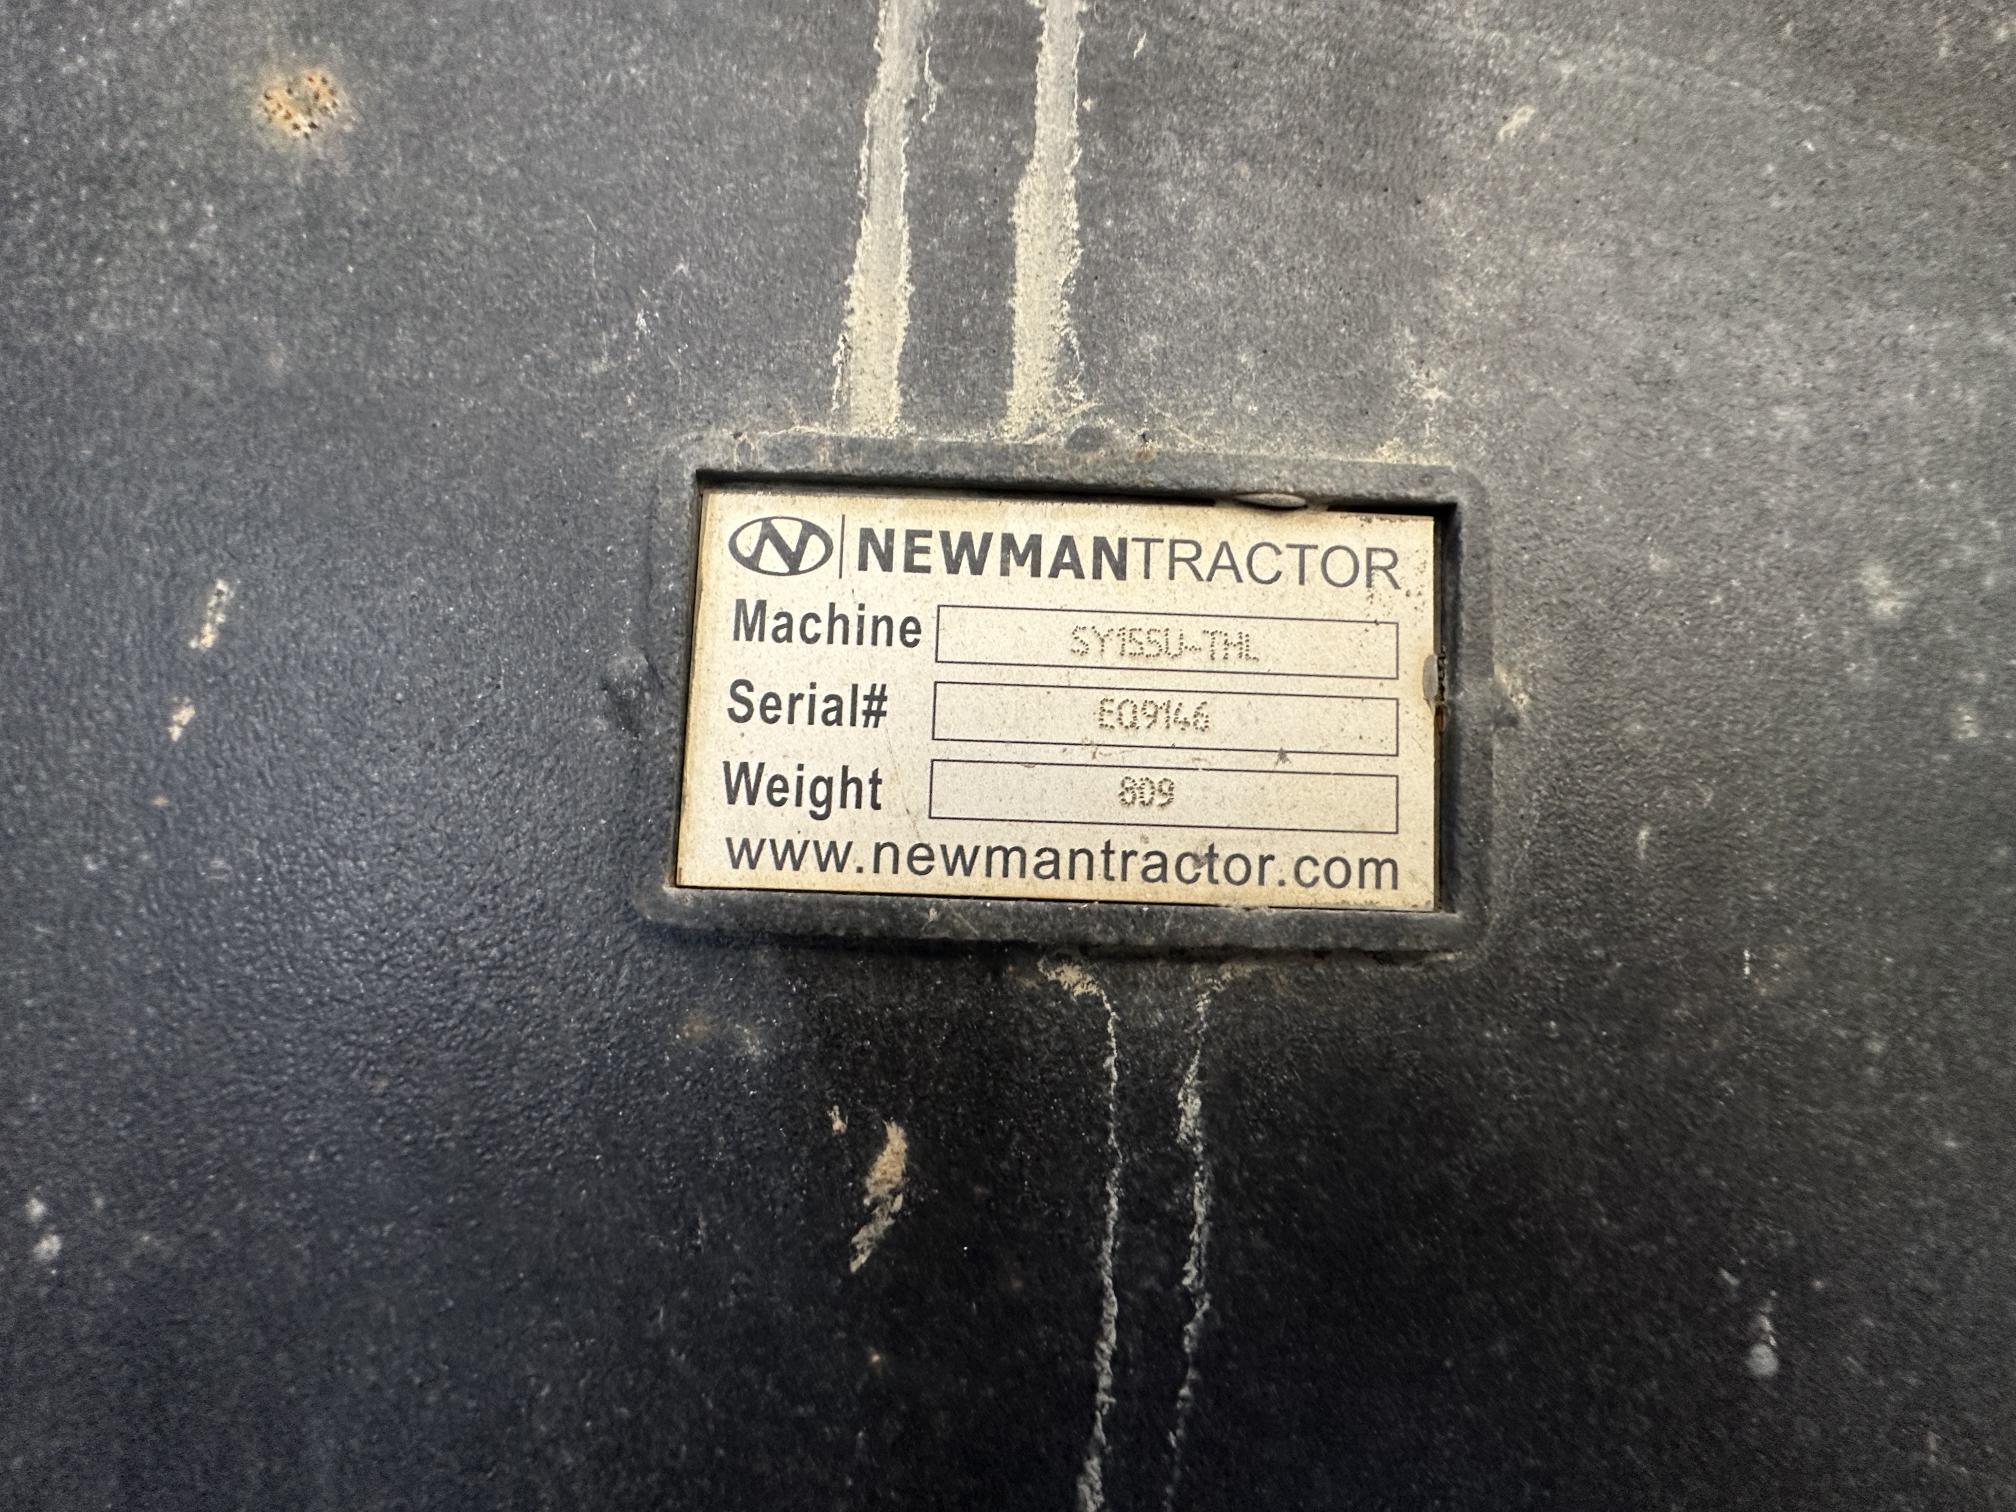 N NEWMANTRACTOR
Machine SY155U-THL
Serial# EQ9146
Weight 809
www.newmantractor.com